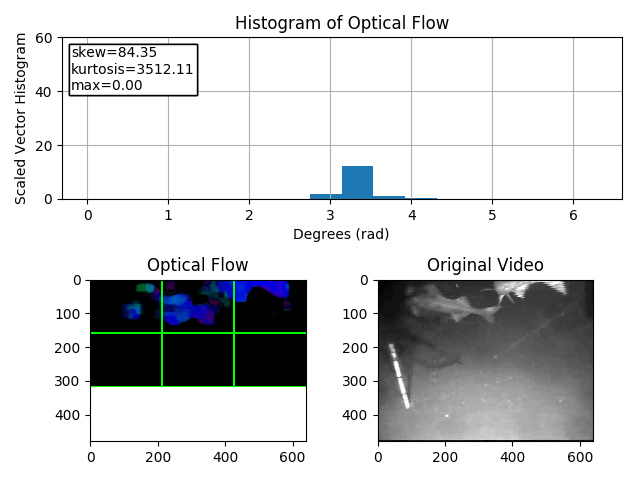 Histogram of Optical Flow
Scaled Vector Histogram
60
40
20
0
skew=84.35
kurtosis=3512.11
max=0.00
0 1 2 3 4 5 6
Degrees (rad)
Optical Flow
0
100
200
300
400
0 200 400 600
Original Video
0
100
200
300
400
0 200 400 600